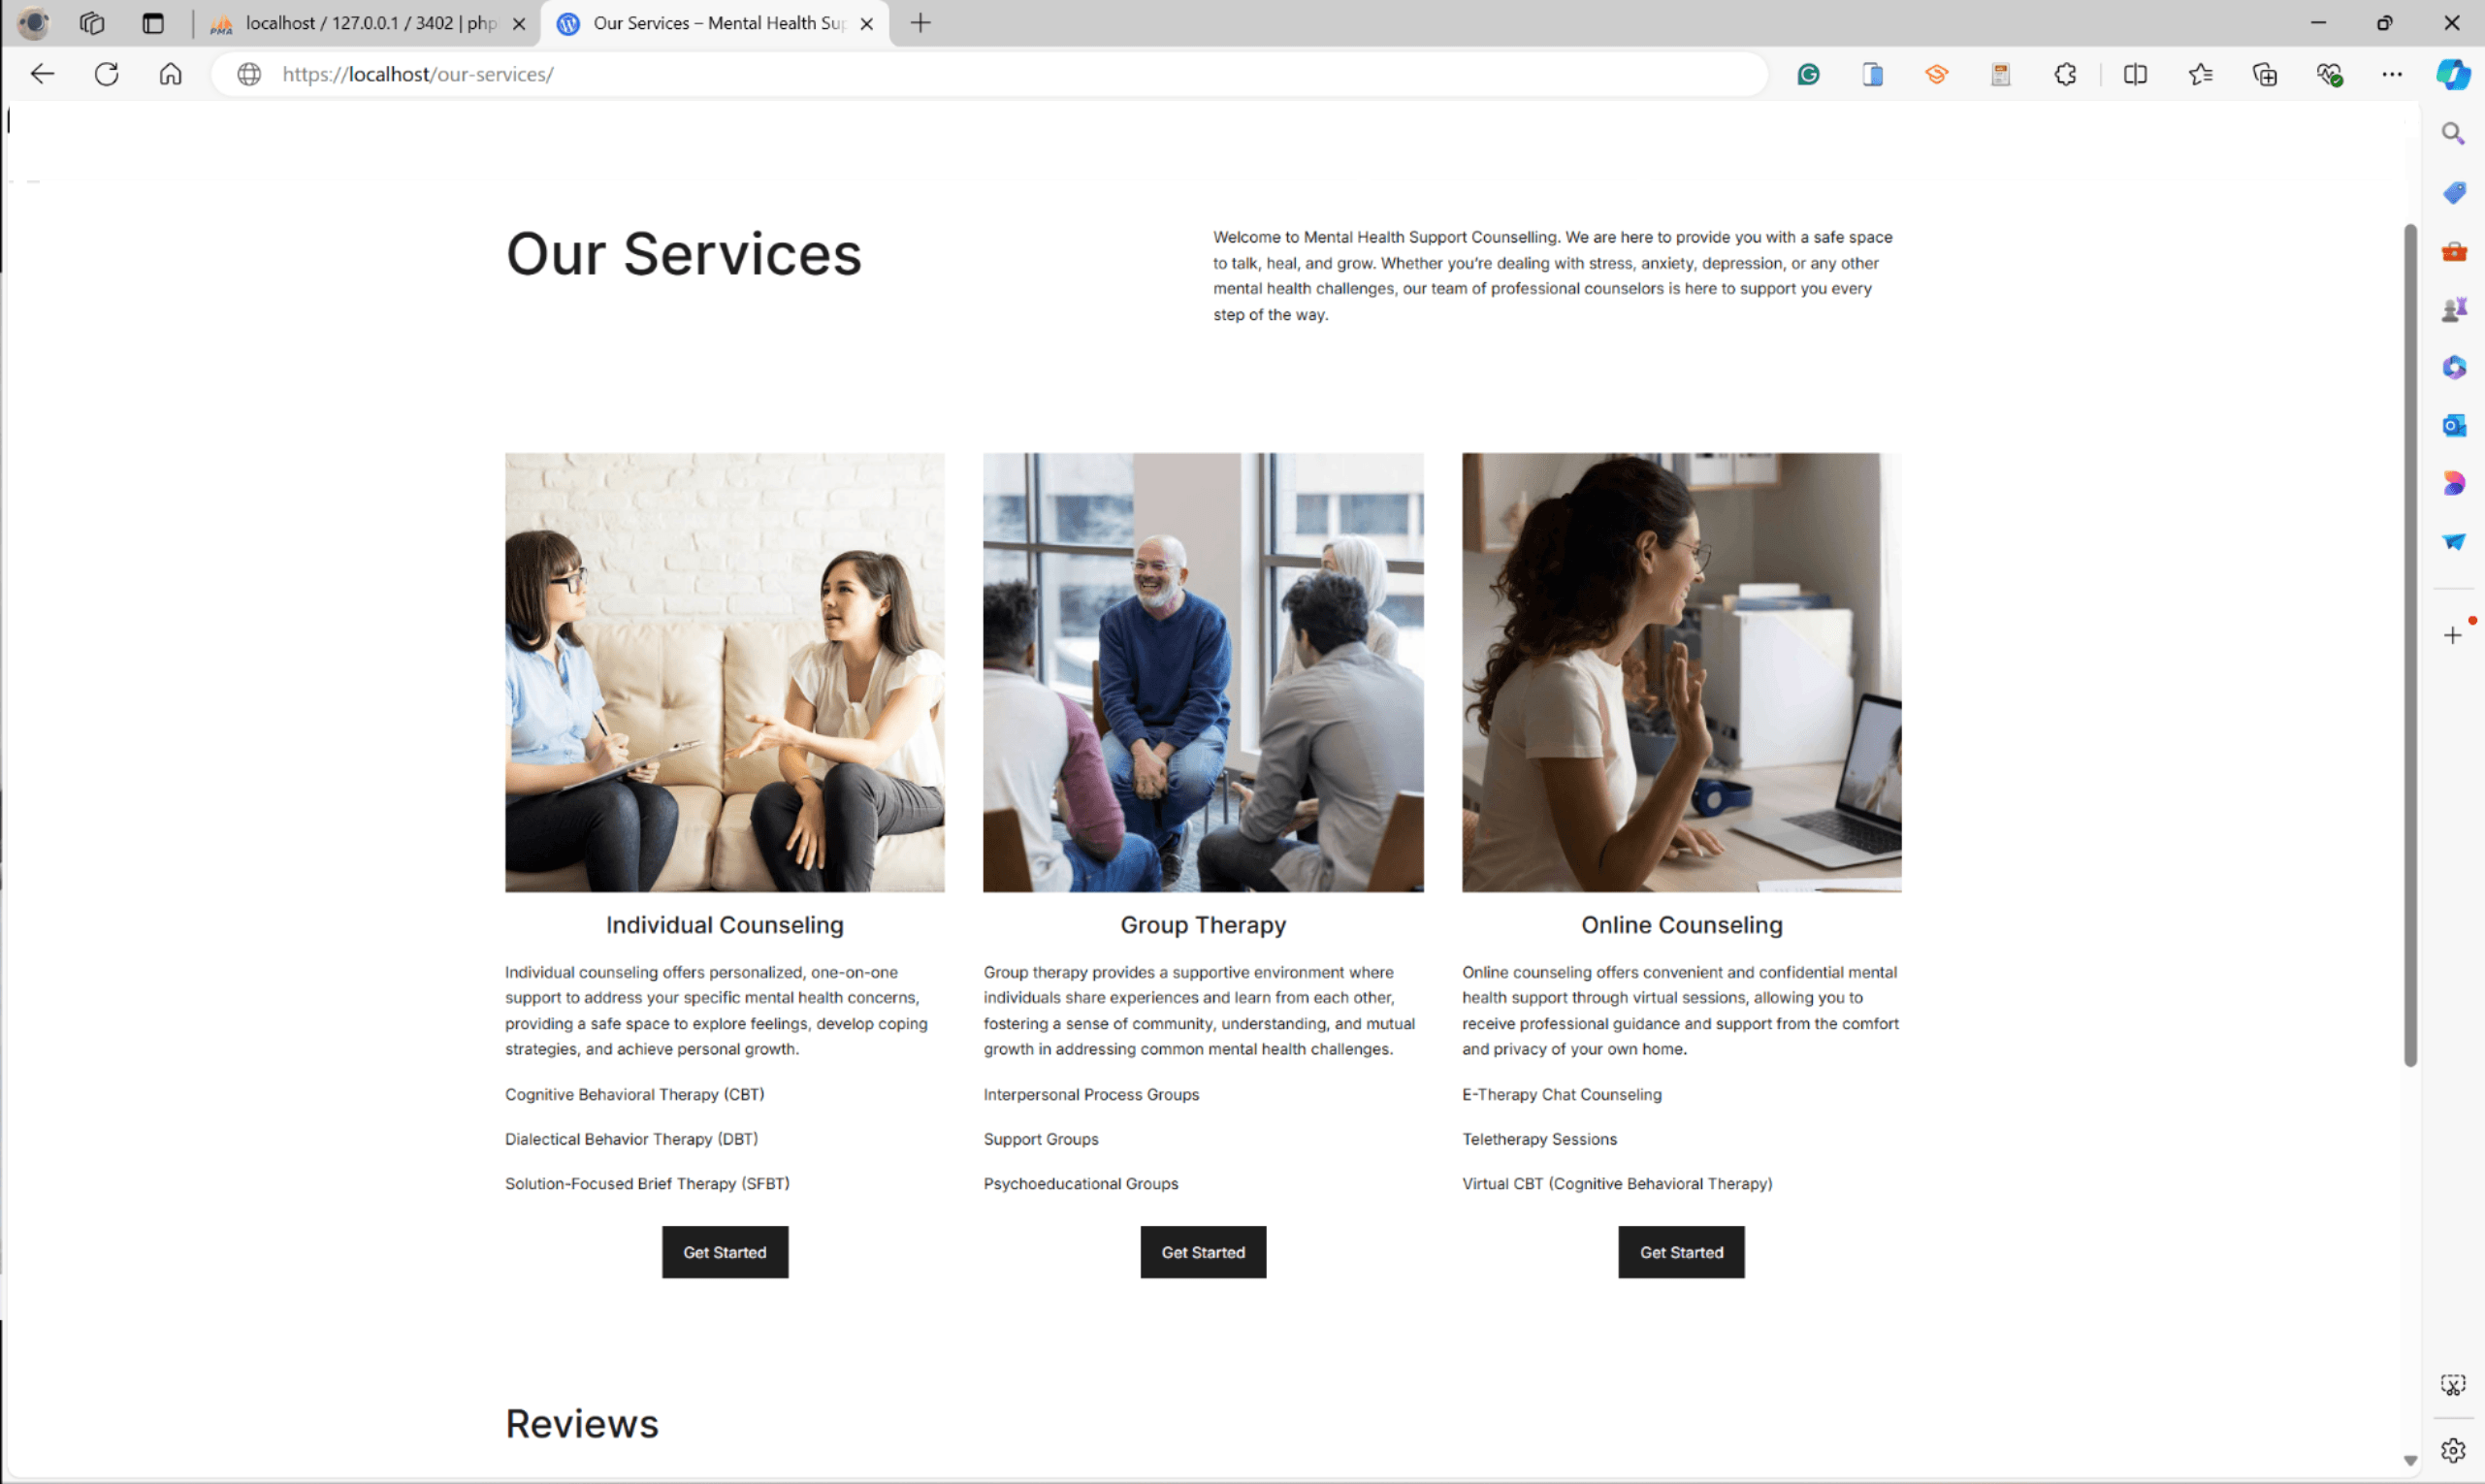 localhost / 127.0.0.1 / 3402 | php
Our Services – Mental Health Sup
https://localhost/our-services/
Our Services
Welcome to Mental Health Support Counselling. We are here to provide you with a safe space
to talk, heal, and grow. Whether you’re dealing with stress, anxiety, depression, or any other
mental health challenges, our team of professional counselors is here to support you every
step of the way.
Individual Counseling
Individual counseling offers personalized, one-on-one
support to address your specific mental health concerns,
providing a safe space to explore feelings, develop coping
strategies, and achieve personal growth.
Cognitive Behavioral Therapy (CBT)
Dialectical Behavior Therapy (DBT)
Solution-Focused Brief Therapy (SFBT)
Get Started
Group Therapy
Group therapy provides a supportive environment where
individuals share experiences and learn from each other,
fostering a sense of community, understanding, and mutual
growth in addressing common mental health challenges.
Interpersonal Process Groups
Support Groups
Psychoeducational Groups
Get Started
Online Counseling
Online counseling offers convenient and confidential mental
health support through virtual sessions, allowing you to
receive professional guidance and support from the comfort
and privacy of your own home.
E-Therapy Chat Counseling
Teletherapy Sessions
Virtual CBT (Cognitive Behavioral Therapy)
Get Started
Reviews